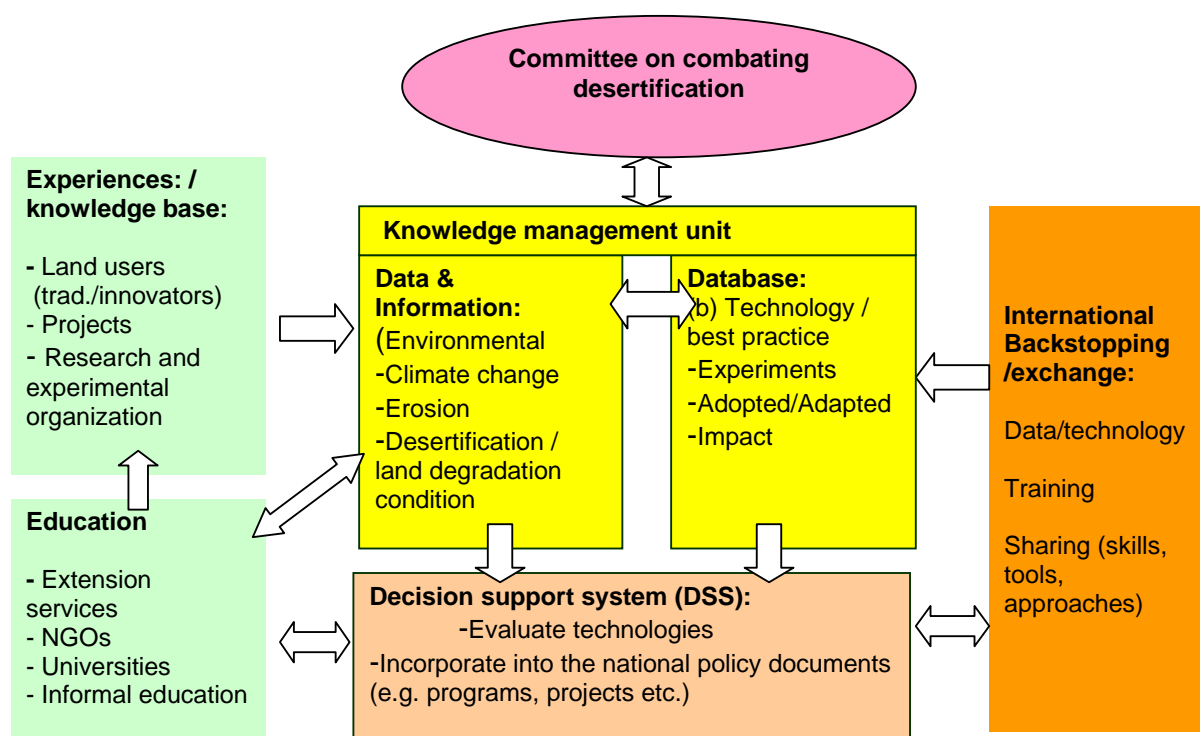 Committee on combating
desertification
Experiences: /
knowledge base:
- Land users
(trad./innovators)
- Projects
- Research and
experimental
organization
Education
- Extension
services
- NGOs
- Universities
- Informal education
Knowledge management unit
Data &
Information:
(Environmental
-Climate change
-Erosion
-Desertification /
land degradation
condition
Database:
(b) Technology /
best practice
-Experiments
-Adopted/Adapted
-Impact
Decision support system (DSS):
-Evaluate technologies
-Incorporate into the national policy documents
(e.g. programs, projects etc.)
International
Backstopping
/exchange:
Data/technology
Training
Sharing (skills,
tools,
approaches)